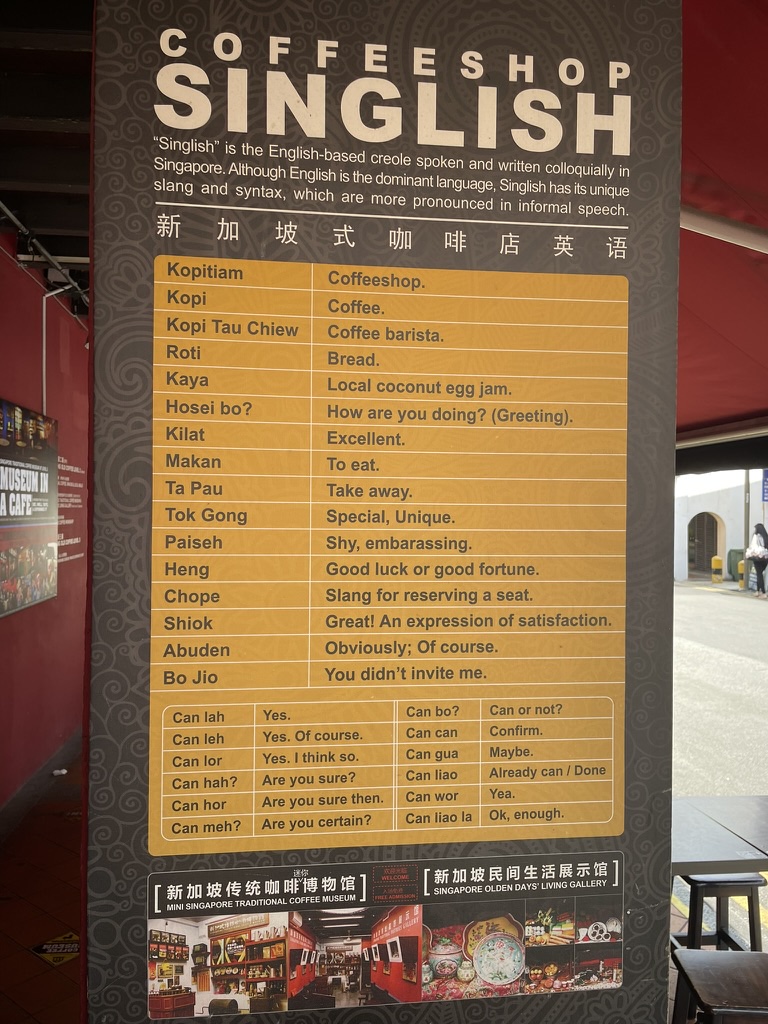 COFFEESHOP
SINGLISH
“Singlish” is the English-based creole spoken and written colloquially in
Singapore. Although English is the dominant language, Singlish has its unique
slang and syntax, which are more pronounced in informal speech.
新加坡式咖啡店英语
Kopitiam Coffeeshop.
Kopi Coffee.
Kopi Tau Chiew Coffee barista.
Roti Bread.
Kaya Local coconut egg jam.
Hosei bo? How are you doing? (Greeting).
Kilat Excellent.
Makan To eat.
Ta Pau Take away.
Tok Gong Special, Unique.
Paiseh Shy, embarassing.
Heng Good luck or good fortune.
Chope Slang for reserving a seat.
Shiok Great! An expression of satisfaction.
Abuden Obviously; Of course.
Bo Jio You didn’t invite me.
Can lah Yes. Can bo? Can or not?
Can leh Yes. Of course. Can can Confirm.
Can lor Yes. I think so. Can gua Maybe.
Can hah? Are you sure? Can liao Already can / Done
Can hor Are you sure then. Can wor Yea.
Can meh? Are you certain? Can liao la Ok, enough.
迷你
[新加坡传统咖啡博物馆]
MINI SINGAPORE TRADITIONAL COFFEE MUSEUM
WELCOME
FREE ADMISSION
[新加坡民间生活展示馆]
SINGAPORE OLDEN DAYS' LIVING GALLERY
MUSEUM IN
A CAFE